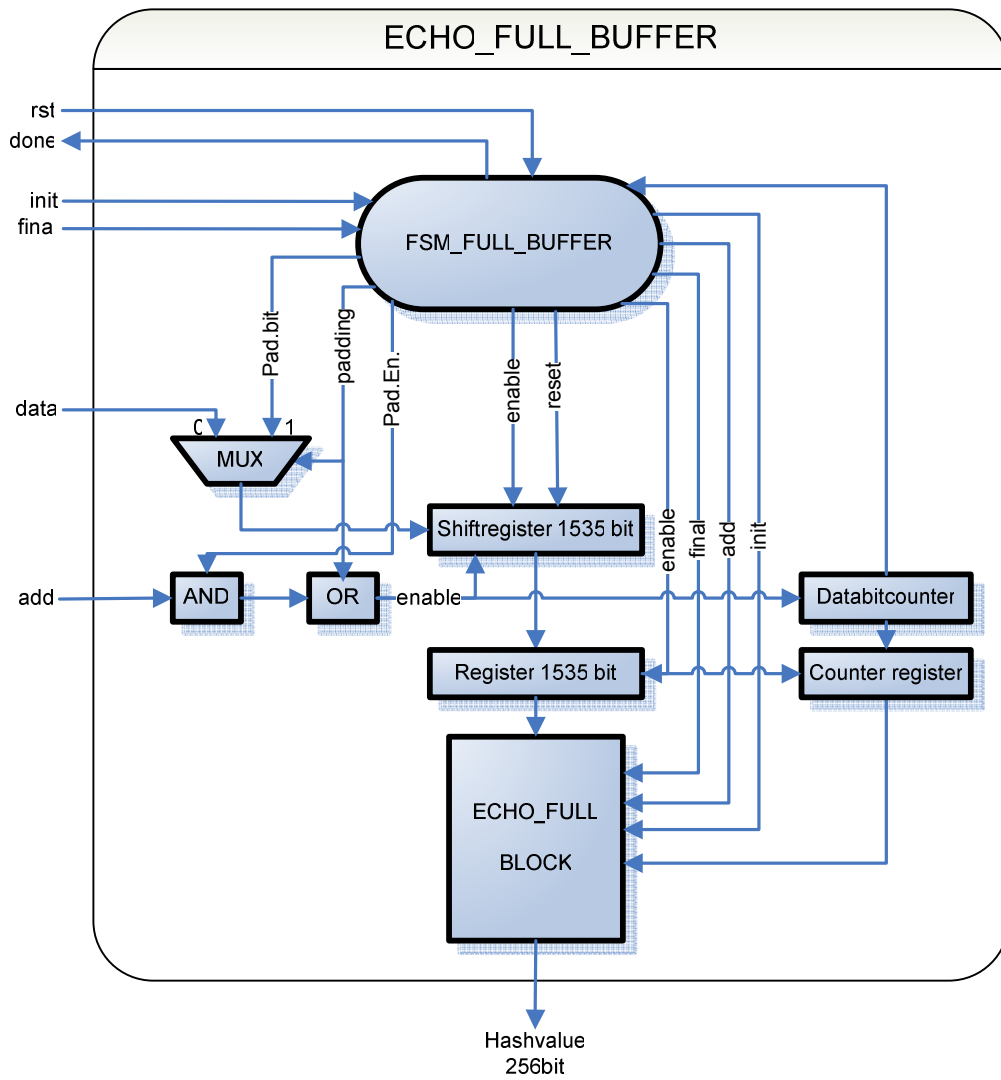 ECHO_FULL_BUFFER
rst
done
init
fina
FSM_FULL_BUFFER
Pad.bit
padding
Pad.En.
enable
reset
data
0
1
MUX
Shiftregister 1535 bit
enable
final
add
init
add
AND
OR
enable
Databitcounter
Register 1535 bit
Counter register
ECHO_FULL
BLOCK
Hashvalue
256bit